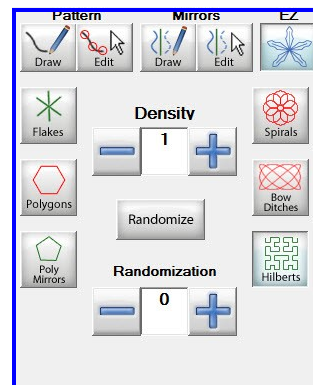 Pattern Mirrors EZ
Draw Edit Draw Edit
Flakes
Density
1
Spirals
Polygons
Bow
Ditches
Randomize
Poly
Mirrors
Hilberts
Randomization
0